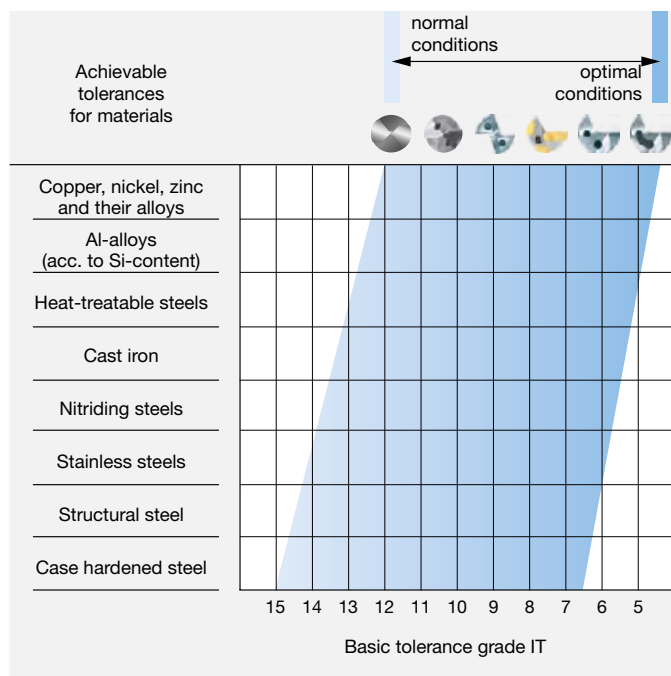 normal
conditions
optimal
conditions
Achievable
tolerances
for materials
Copper, nickel, zinc
and their alloys
Al-alloys
(acc. to Si-content)
Heat-treatable steels
Cast iron
Nitriding steels
Stainless steels
Structural steel
Case hardened steel
15 14 13 12 11 10 9 8 7 6 5
Basic tolerance grade IT